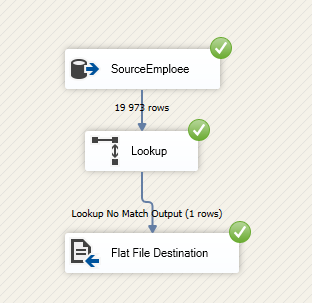 SourceEmploee
19 973 rows
Lookup
Lookup No Match Output (1 rows)
Flat File Destination